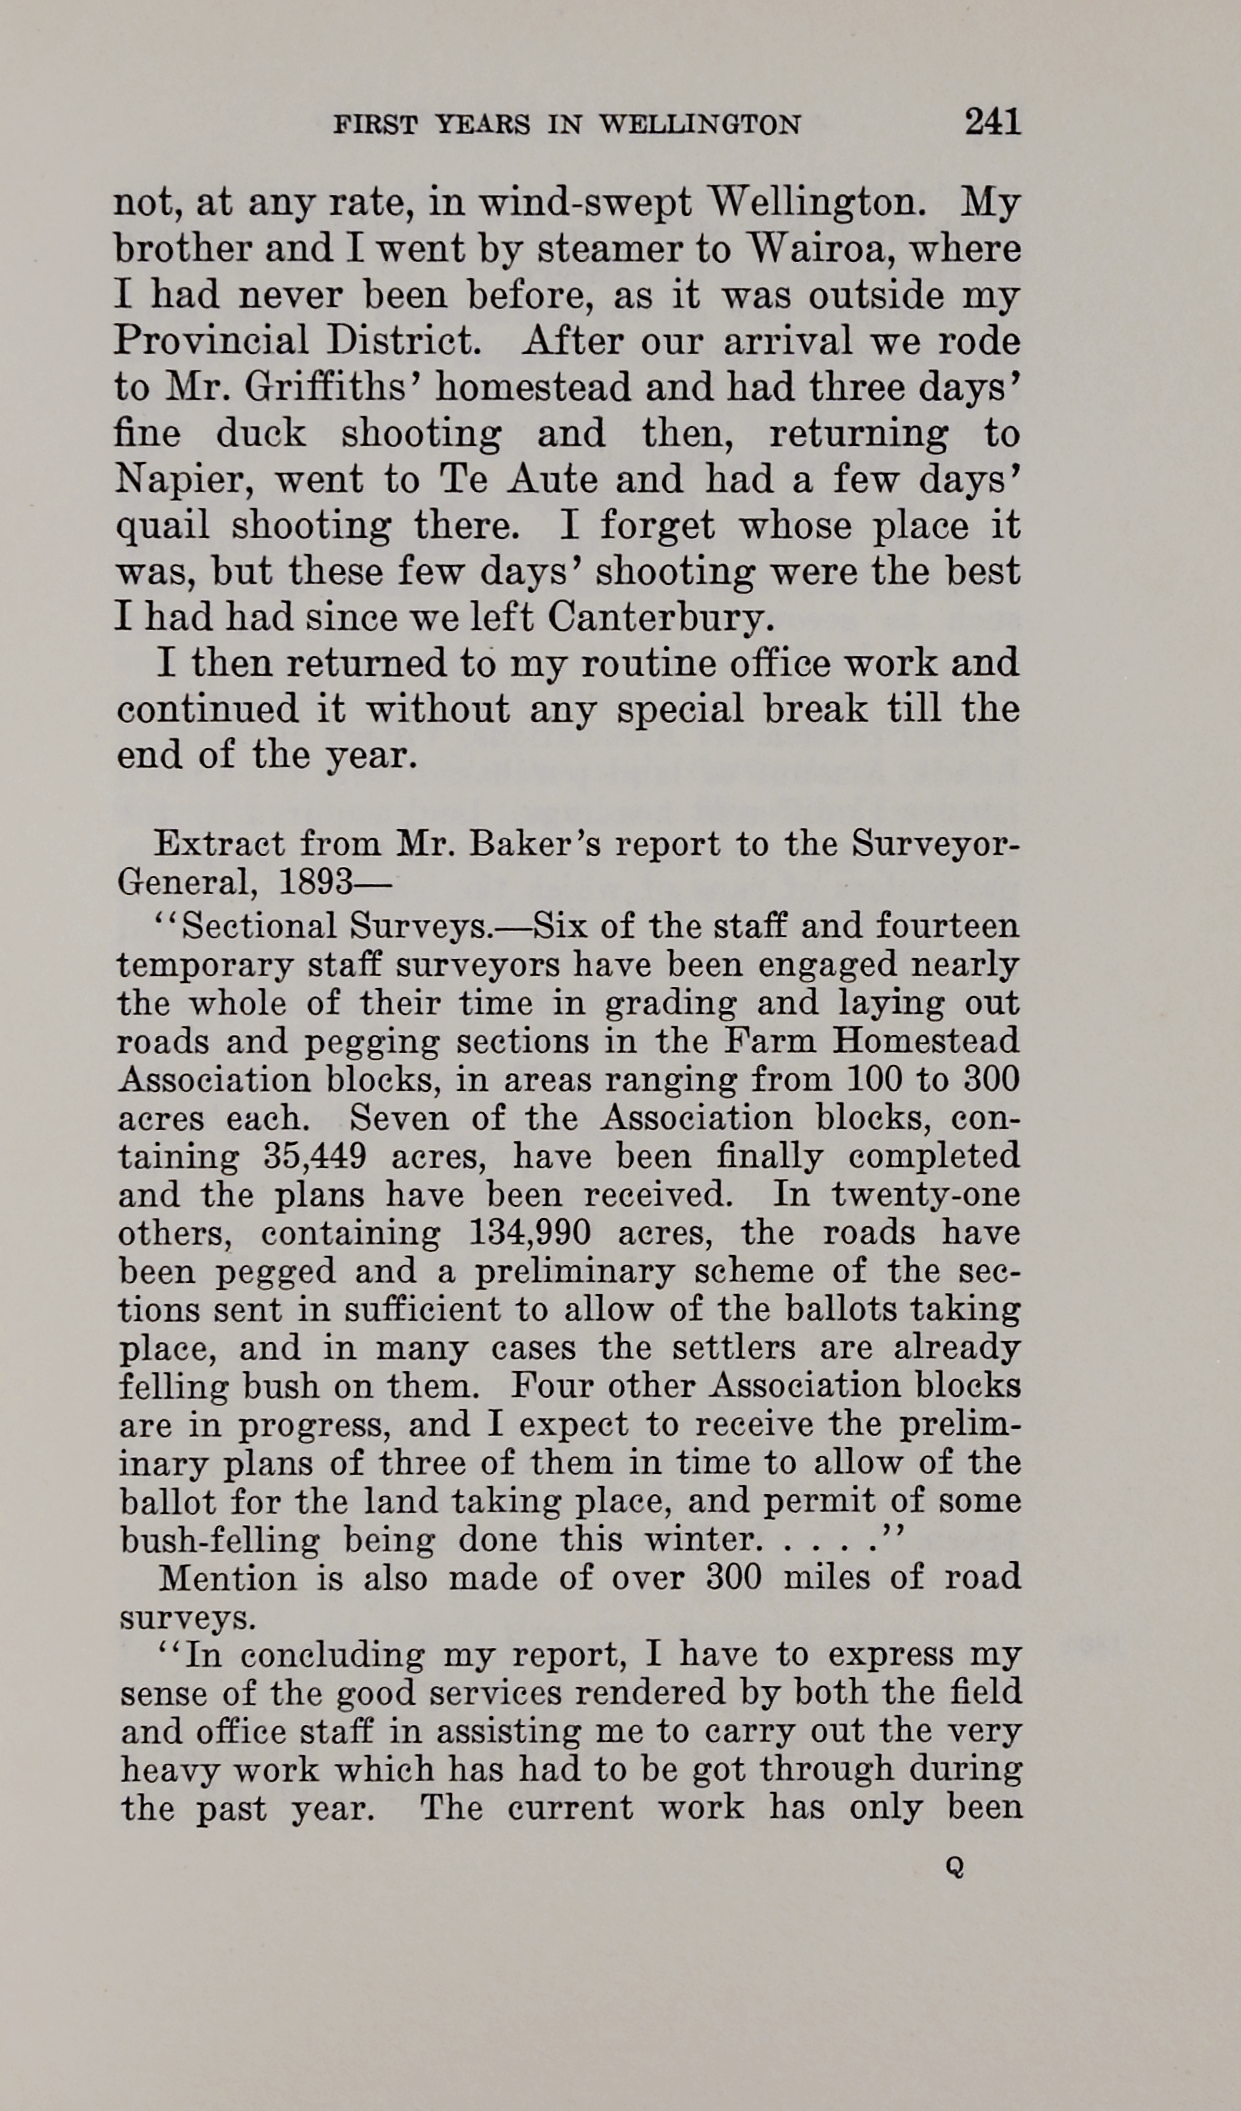 FIRST YEARS IN WELLINGTON 241
not, at any rate, in wind-swept Wellington. My
brother and I went by steamer to Wairoa, where
I had never been before, as it was outside my
Provincial District. After our arrival we rode
to Mr. Griffiths’ homestead and had three days’
fine duck shooting and then, returning to
Napier, went to Te Aute and had a few days’
quail shooting there. I forget whose place it
was, but these few days’ shooting were the best
I had had since we left Canterbury.
I then returned to my routine office work and
continued it without any special break till the
end of the year.
Extract from Mr. Baker’s report to the Surveyor-
General, 1893—
“Sectional Surveys.—Six of the staff and fourteen
temporary staff surveyors have been engaged nearly
the whole of their time in grading and laying out
roads and pegging sections in the Farm Homestead
Association blocks, in areas ranging from 100 to 300
acres each. Seven of the Association blocks, con-
taining 35,449 acres, have been finally completed
and the plans have been received. In twenty-one
others, containing 134,990 acres, the roads have
been pegged and a preliminary scheme of the sec-
tions sent in sufficient to allow of the ballots taking
place, and in many cases the settlers are already
felling bush on them. Four other Association blocks
are in progress, and I expect to receive the prelim-
inary plans of three of them in time to allow of the
ballot for the land taking place, and permit of some
bush-felling being done this winter. . . . .”
Mention is also made of over 300 miles of road
surveys.
“In concluding my report, I have to express my
sense of the good services rendered by both the field
and office staff in assisting me to carry out the very
heavy work which has had to be got through during
the past year. The current work has only been
Q